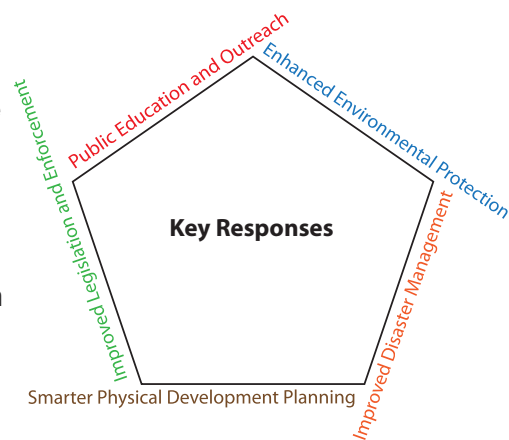 Public Education and Outreach
Enhanced Environmental Protection
Improved Legislation and Enforcement
Key Responses
Improved Disaster Management
Smarter Physical Development Planning